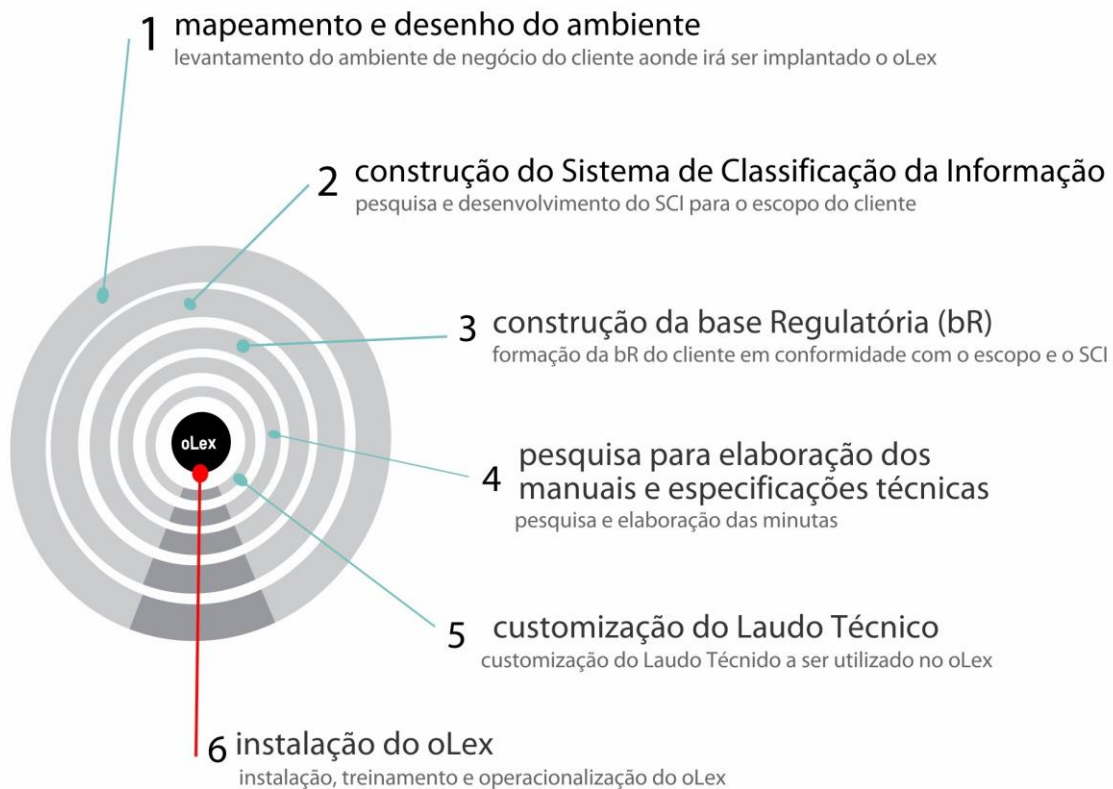 1 mapeamento e desenho do ambiente
levantamento do ambiente de negócio do cliente aonde irá ser implantado o oLex
2 construção do Sistema de Classificação da Informação
pesquisa e desenvolvimento do SCI para o escopo do cliente
3 construção da base Regulatória (bR)
formação da bR do cliente em conformidade com o escopo e o SCI
oLex
4 pesquisa para elaboração dos
manuais e especificações técnicas
pesquisa e elaboração das minutas
5 customização do Laudo Técnico
customização do Laudo Técnido a ser utilizado no oLex
6 instalação do oLex
instalação, treinamento e operacionalização do oLex